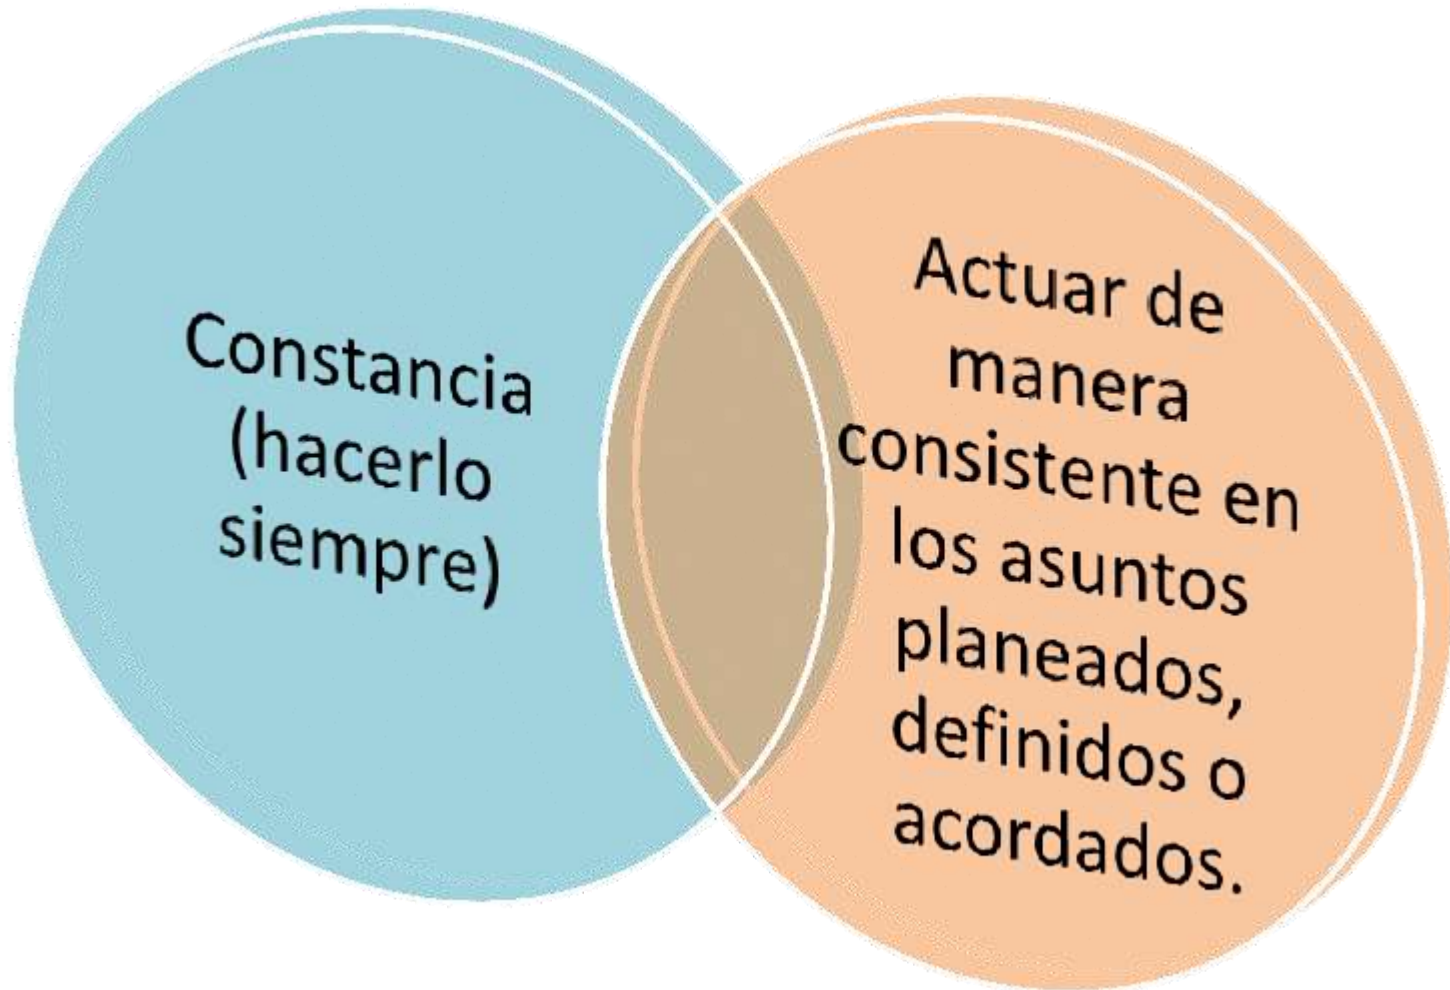 Constancia
(hacerlo
siempre)
Actuar de
manera
consistente en
los asuntos
planeados,
definidos o
acordados.